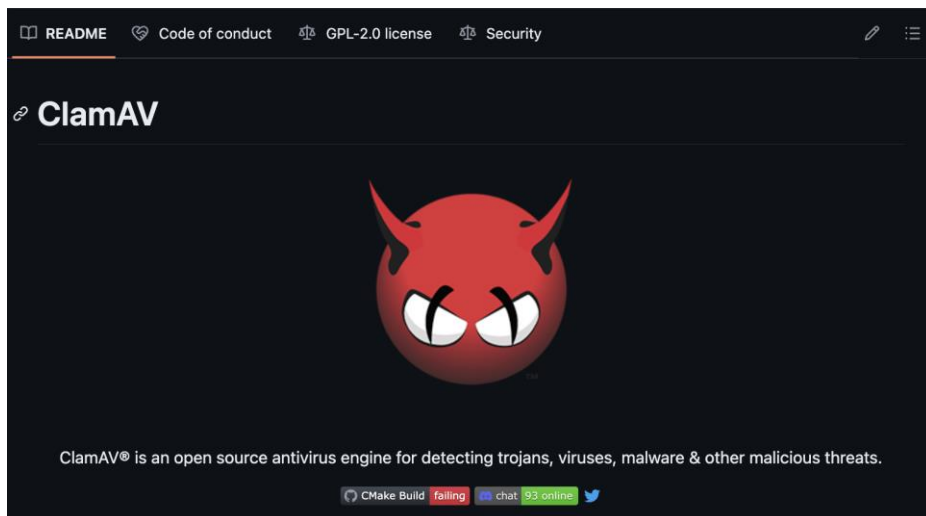 README Code of conduct GPL-2.0 license Security
ClamAV
TM
ClamAV® is an open source antivirus engine for detecting trojans, viruses, malware & other malicious threats.
CMake Build failing chat 93 online